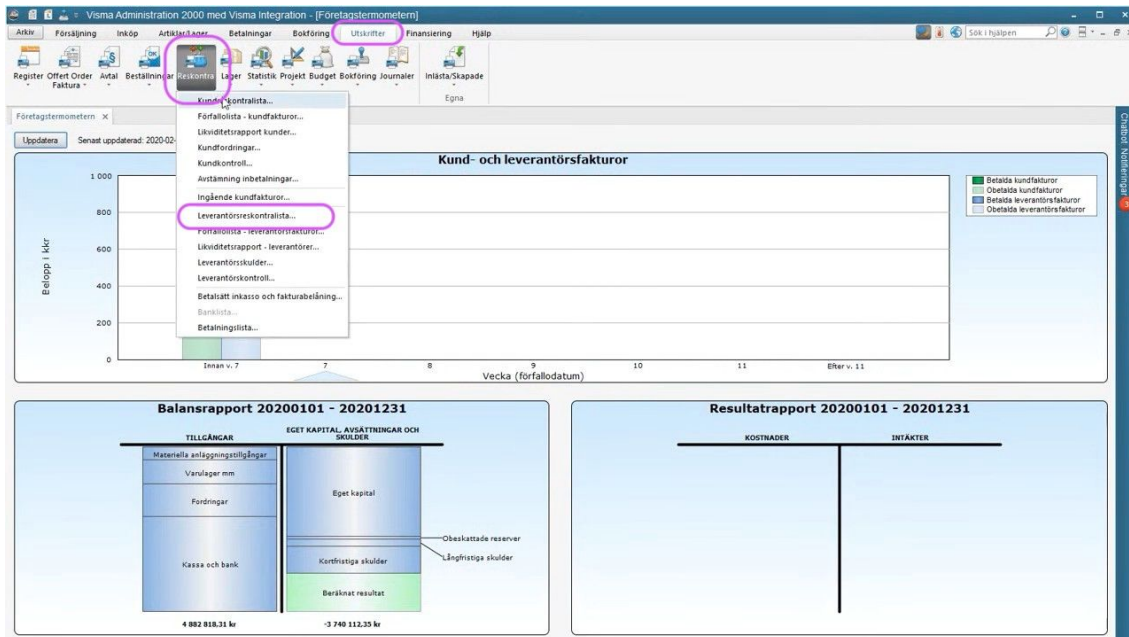 Visma Administration 2000 med Visma Integration - [Företagstermometern]
Arkiv Försäljning Inköp Artiklar/Lager Betalningar Bokföring Utskrifter Finansiering Hjälp
Sök i hjälpen
Register Offert Order Faktura Avtal Beställningar Reskontra Lager Statistik Projekt Budget Bokföring Journaler Inlästa/Skapade
Egna
Företagstermometern x
Uppdatera Senast uppdaterad: 2020-02-
Kundreskontralista...
Förfallolista - kundfakturor...
Likviditetsrapport kunder...
Kundfordringar...
Kundkontroll...
Avstämning inbetalningar...
Ingående kundfakturor...
Leverantörsreskontralista...
Förfallolista - leverantörsfakturor...
Likviditetsrapport - leverantörer...
Leverantörsskulder...
Leverantörskontroll...
Betalsätt inkasso och fakturabelåning...
Banklista...
Betalningslista...
Chatbot Notifieringar
3
Kund- och leverantörsfakturor
Betalda kundfakturor
Obetalda kundfakturor
Betalda leverantörsfakturor
Obetalda leverantörsfakturor
Belopp i kkr
1 000
800
600
400
200
0
Innan v. 7 7 8 9 10 11 Efter v. 11
Vecka (förfallodatum)
Balansrapport 20200101 - 20201231
TILLGÅNGAR
EGET KAPITAL, AVSÄTTNINGAR OCH
SKULDER
Materiella anläggningstillgångar
Varulager mm
Fordringar
Kassa och bank
Eget kapital
Obeskattade reserver
Långfristiga skulder
Kortfristiga skulder
Beräknat resultat
4 882 818,31 kr
-3 740 112,35 kr
Resultatrapport 20200101 - 20201231
KOSTNADER INTÄKTER